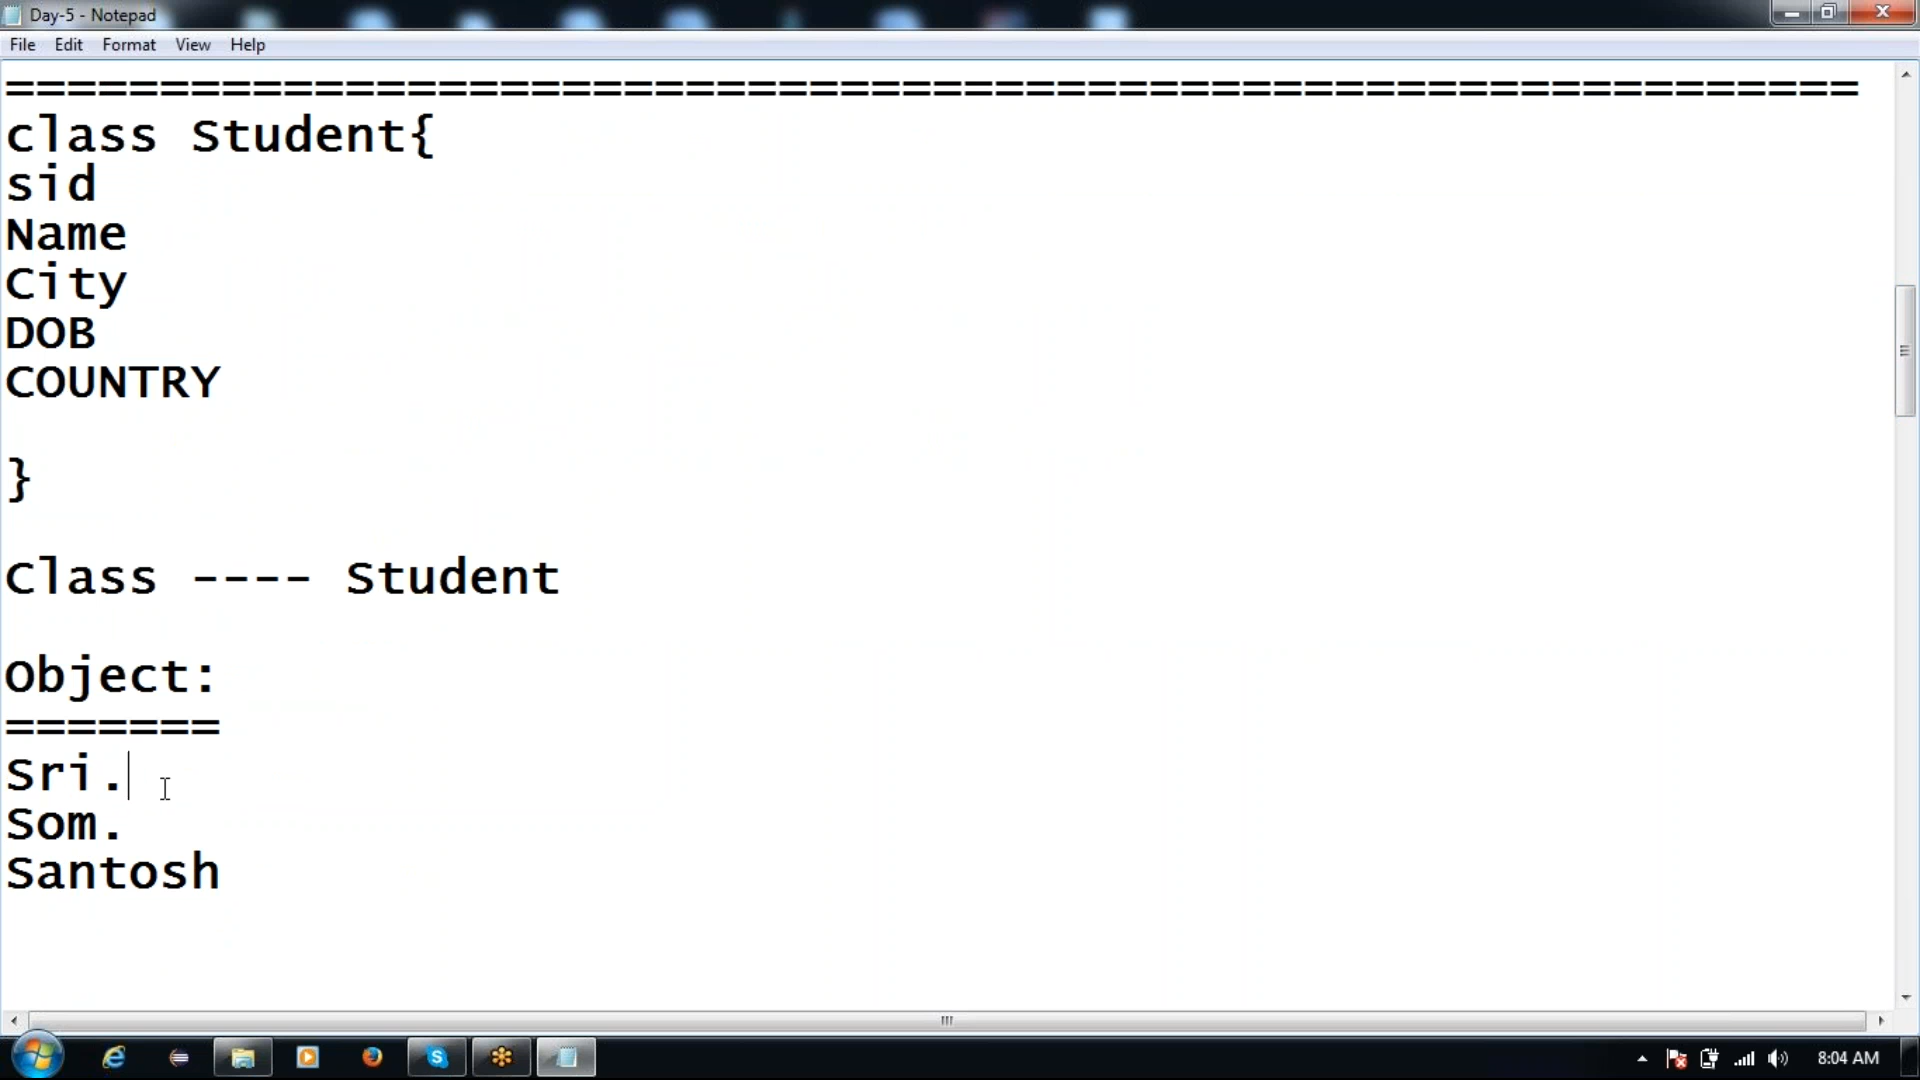 Day-5 - Notepad
File Edit Format View Help
=============================================================
class Student{
sid
Name
City
DOB
COUNTRY
}
Class ---- Student
Object:
=======
Sri.
Som.
Santosh
8:04 AM